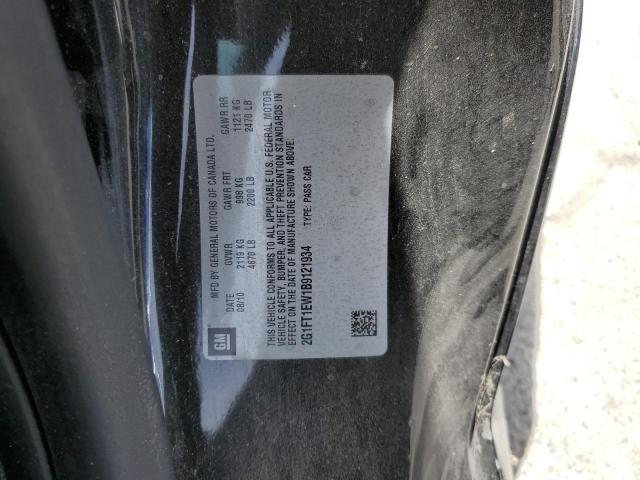 GM
MFD BY GENERAL MOTORS OF CANADA LTD.
DATE GVWR GAWR FRT GAWR RR
08/10 2119 KG 998 KG 1121 KG
4670 LB 2200 LB 2470 LB
THIS VEHICLE CONFORMS TO ALL APPLICABLE U.S. FEDERAL MOTOR
VEHICLE SAFETY, BUMPER, AND THEFT PREVENTION STANDARDS IN
EFFECT ON THE DATE OF MANUFACTURE SHOWN ABOVE.
2G1FT1EW1B9121934 TYPE: PASS CAR